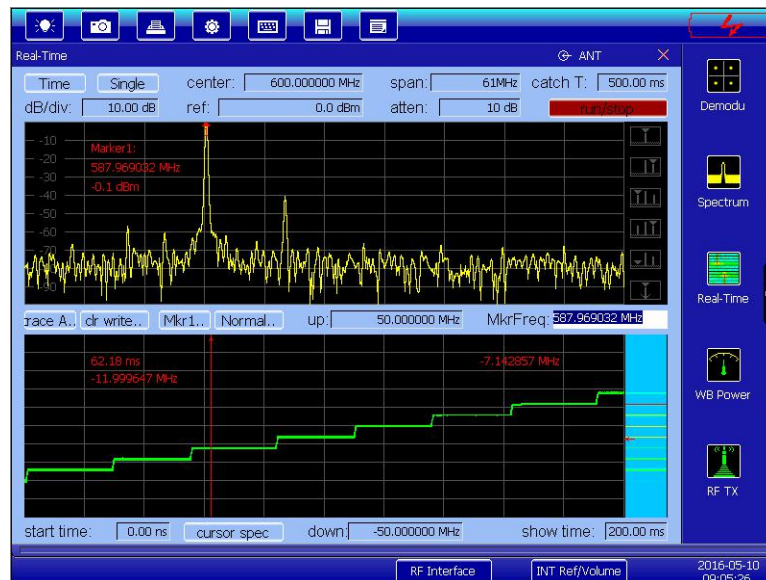 Real-Time ANT
Time Single center: 600.000000 MHz span: 61MHz catch T: 500.00 ms
dB/div: 10.00 dB ref: 0.0 dBm atten: 10 dB run/stop
Demodu
-10
Marker1:
-20
587.969032 MHz
-30
-0.1 dBm
-40
-50
-60
-70
-90
Spectrum
Real-Time
trace A.. clr write.. Mkr1.. Normal.. up: 50.000000 MHz MkrFreq: 587.969032 MHz
62.18 ms -7.142857 MHz
-11.999647 MHz
WB Power
RF TX
start time: 0.00 ns cursor spec down: -50.000000 MHz show time: 200.00 ms
RF Interface INT Ref/Volume 2016-05-10
09:05:26